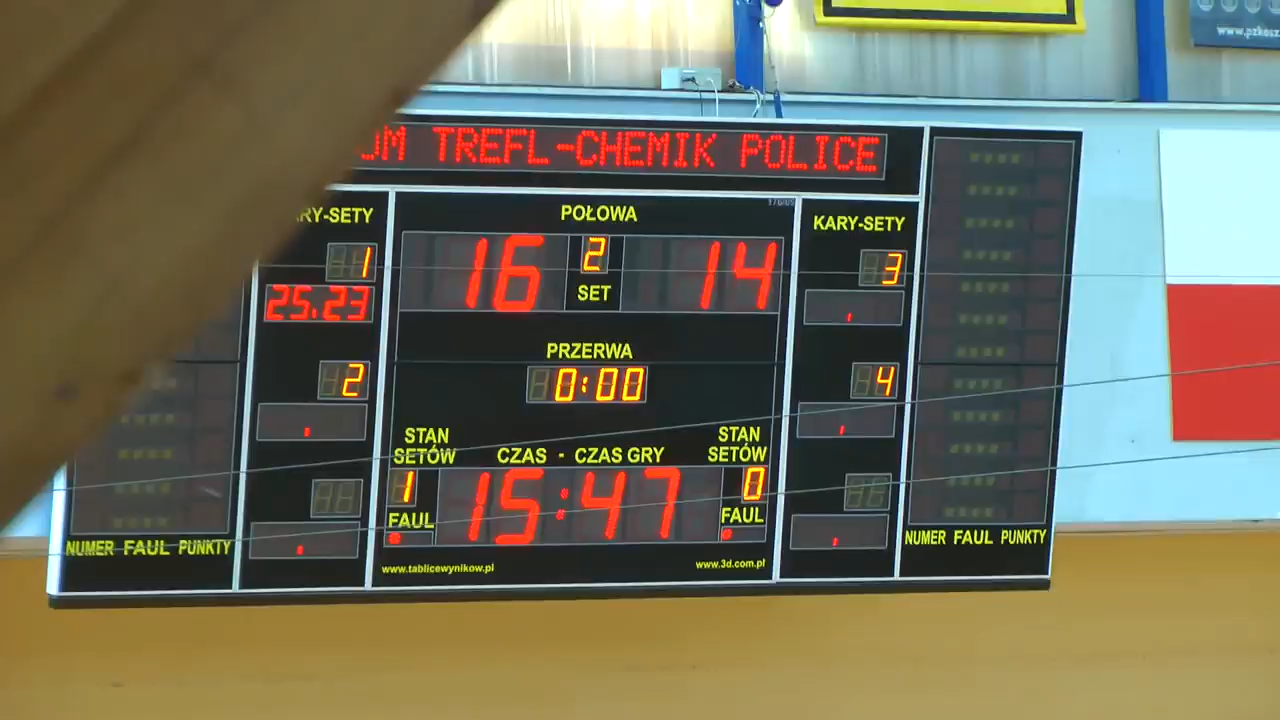 TREFL-CHEMIK POLICE
RY-SETY
POŁOWA
KARY-SETY
1
16
2
14
3
25.23
SET
PRZERWA
2
0:00
4
STAN SETÓW
CZAS - CZAS GRY
STAN SETÓW
1
15:47
0
FAUL
FAUL
NUMER FAUL PUNKTY
NUMER FAUL PUNKTY
www.tablicewynikow.pl
www.3d.com.pl